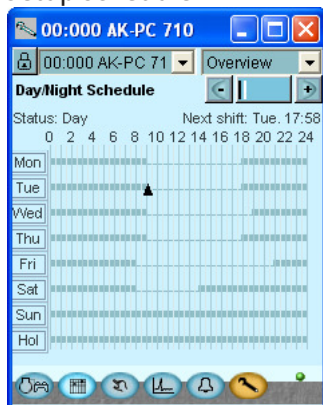 00:000 AK-PC 710
00:000 AK-PC 71 Overview
Day/Night Schedule - +
Status: Day Next shift: Tue. 17:58
0 2 4 6 8 10 12 14 16 18 20 22 24
Mon
Tue
Wed
Thu
Fri
Sat
Sun
Hol